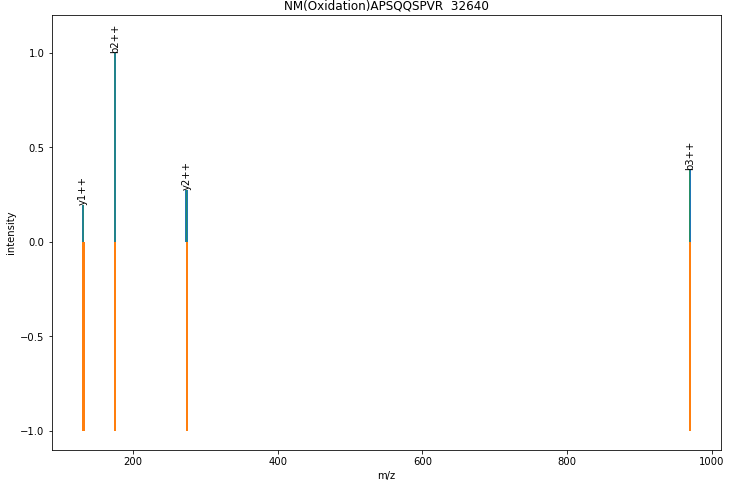 NM(Oxidation)APSQQSPVR  32640
b2++
b3++
y2++
y1++
1.0
0.5
0.0
−0.5
−1.0
intensity
200
400
600
800
1000
m/z